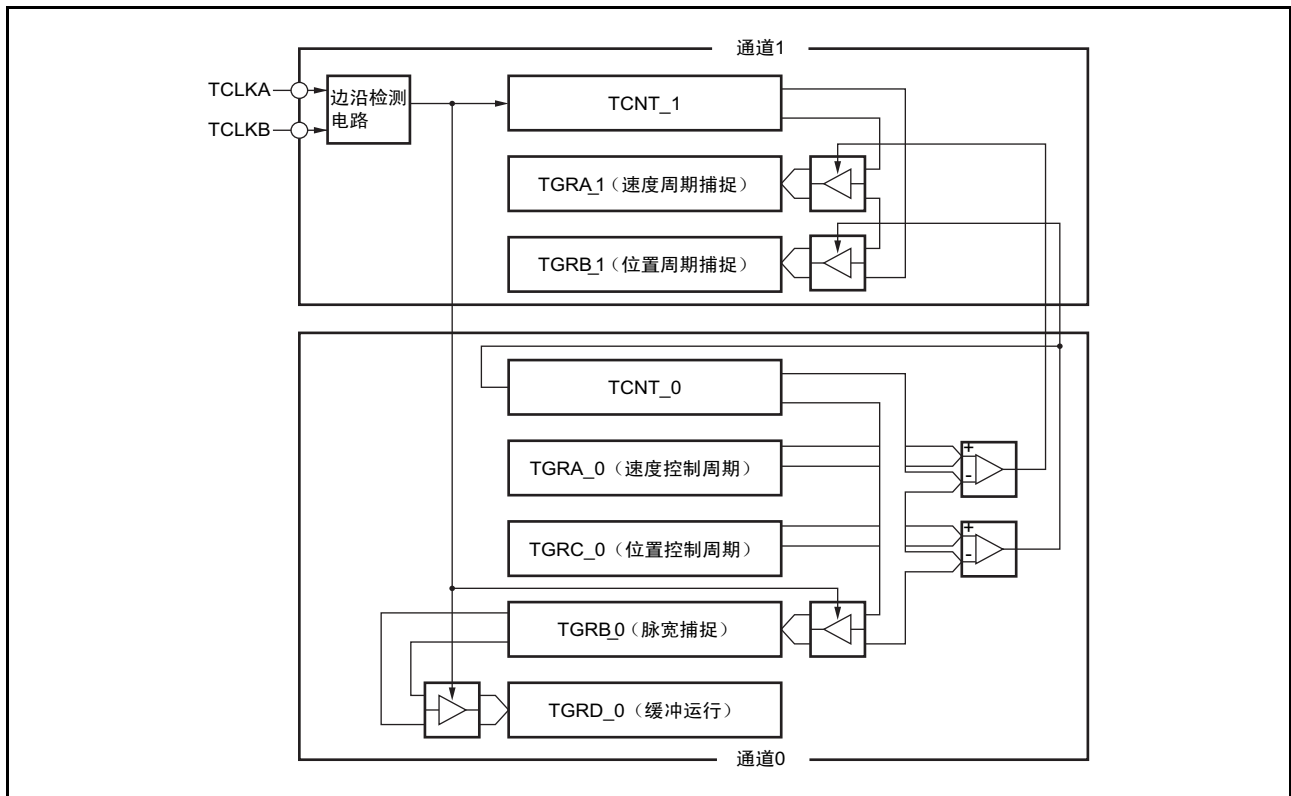 通道1
TCLKA
TCLKB
边沿检测
电路
TCNT_1
TGRA_1（速度周期捕捉）
TGRB_1（位置周期捕捉）
TCNT_0
TGRA_0（速度控制周期）
+
-
TGRC_0（位置控制周期）
+
-
TGRB_0（脉宽捕捉）
TGRD_0（缓冲运行）
通道0